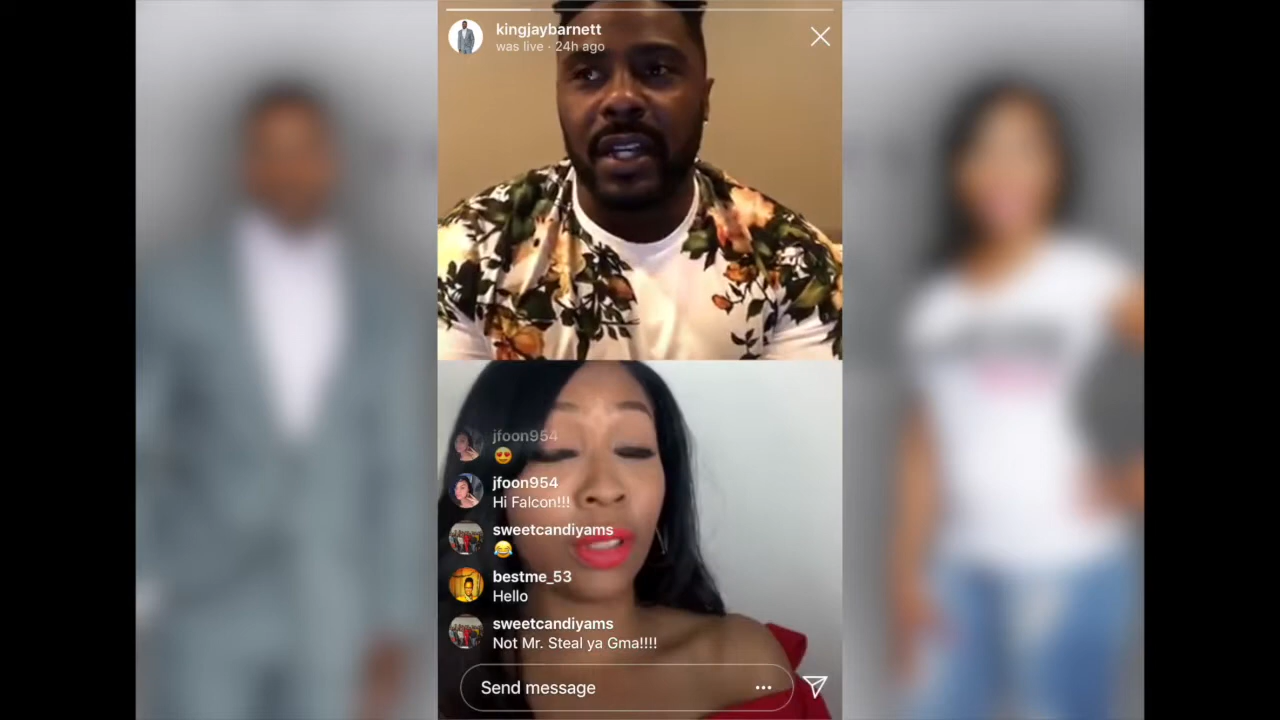 kingjaybarnett
was live · 24h ago
jfoon954
😍
jfoon954
Hi Falcon!!!
sweetcandiyams
😂
bestme_53
Hello
sweetcandiyams
Not Mr. Steal ya Gma!!!!
Send message